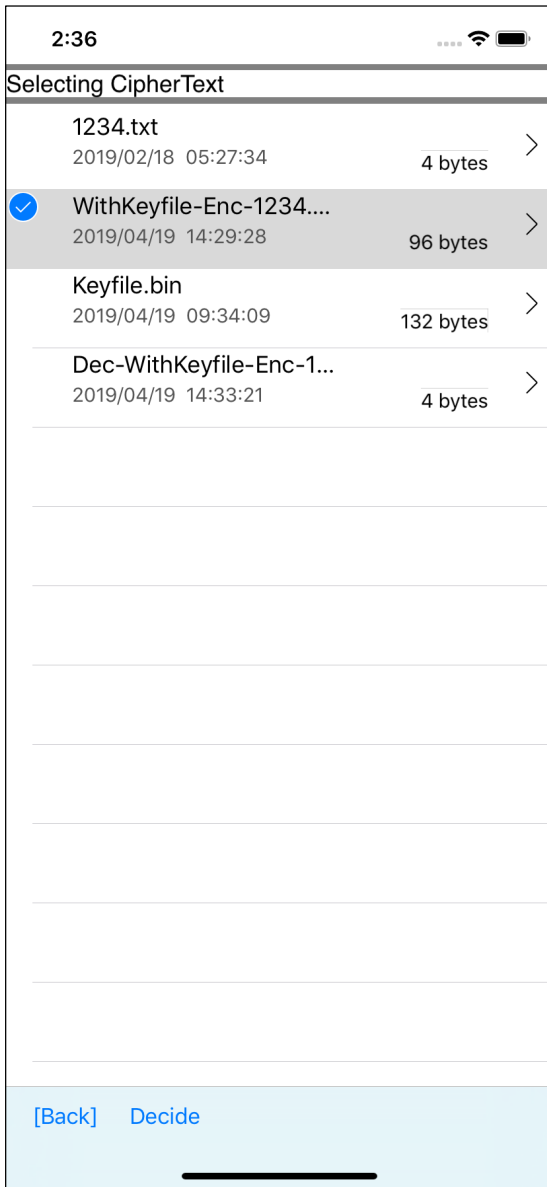 2:36
Selecting CipherText
1234.txt
2019/02/18 05:27:34
4 bytes
WithKeyfile-Enc-1234....
2019/04/19 14:29:28
96 bytes
Keyfile.bin
2019/04/19 09:34:09
132 bytes
Dec-WithKeyfile-Enc-1...
2019/04/19 14:33:21
4 bytes
[Back] Decide